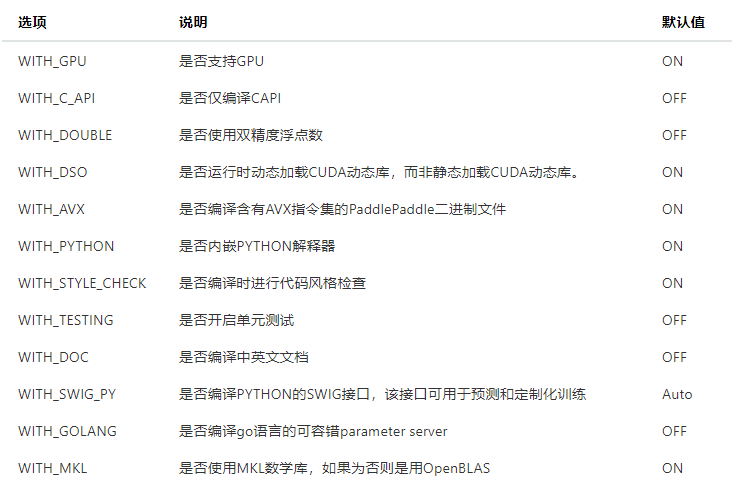 选项 说明 默认值
WITH_GPU 是否支持GPU ON
WITH_C_API 是否仅编译CAPI OFF
WITH_DOUBLE 是否使用双精度浮点数 OFF
WITH_DSO 是否运行时动态加载CUDA动态库，而非静态加载CUDA动态库。 ON
WITH_AVX 是否编译含有AVX指令集的PaddlePaddle二进制文件 ON
WITH_PYTHON 是否内嵌PYTHON解释器 ON
WITH_STYLE_CHECK 是否编译时进行代码风格检查 ON
WITH_TESTING 是否开启单元测试 OFF
WITH_DOC 是否编译中英文文档 OFF
WITH_SWIG_PY 是否编译PYTHON的SWIG接口，该接口可用于预测和定制化训练 Auto
WITH_GOLANG 是否编译go语言的可容错parameter server OFF
WITH_MKL 是否使用MKL数学库，如果为否则是用OpenBLAS ON